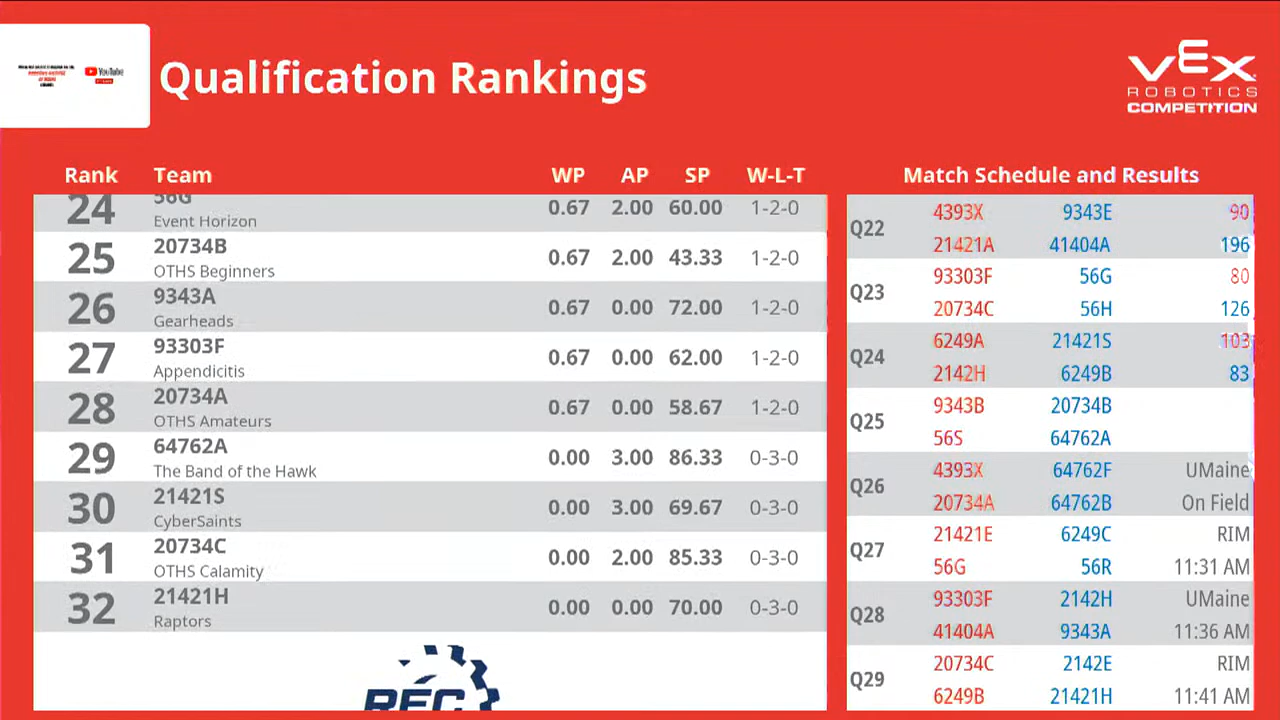 YouTube
Qualification Rankings
VEX
ROBOTICS
COMPETITION
Rank Team WP AP SP W-L-T
24 56G 0.67 2.00 60.00 1-2-0
Event Horizon
25 20734B 0.67 2.00 43.33 1-2-0
OTHS Beginners
26 9343A 0.67 0.00 72.00 1-2-0
Gearheads
27 93303F 0.67 0.00 62.00 1-2-0
Appendicitis
28 20734A 0.67 0.00 58.67 1-2-0
OTHS Amateurs
29 64762A 0.00 3.00 86.33 0-3-0
The Band of the Hawk
30 21421S 0.00 3.00 69.67 0-3-0
CyberSaints
31 20734C 0.00 2.00 85.33 0-3-0
OTHS Calamity
32 21421H 0.00 0.00 70.00 0-3-0
Raptors
REC
Match Schedule and Results
Q22 4393X 9343E 90
21421A 41404A 196
Q23 93303F 56G 80
20734C 56H 126
Q24 6249A 21421S 103
2142H 6249B 83
Q25 9343B 20734B
56S 64762A
Q26 4393X 64762F UMaine
20734A 64762B On Field
Q27 21421E 6249C RIM
56G 56R 11:31 AM
Q28 93303F 2142H UMaine
41404A 9343A 11:36 AM
Q29 20734C 2142E RIM
6249B 21421H 11:41 AM